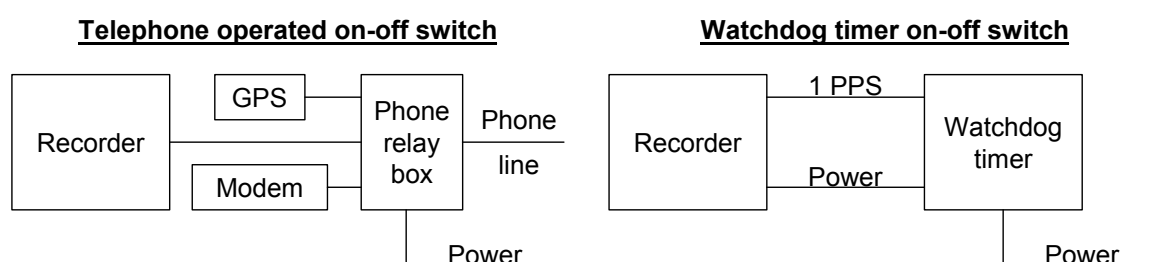 Telephone operated on-off switch
Recorder
GPS
Modem
Phone
relay
box
Phone
line
Power
Watchdog timer on-off switch
Recorder
1 PPS
Power
Watchdog
timer
Power